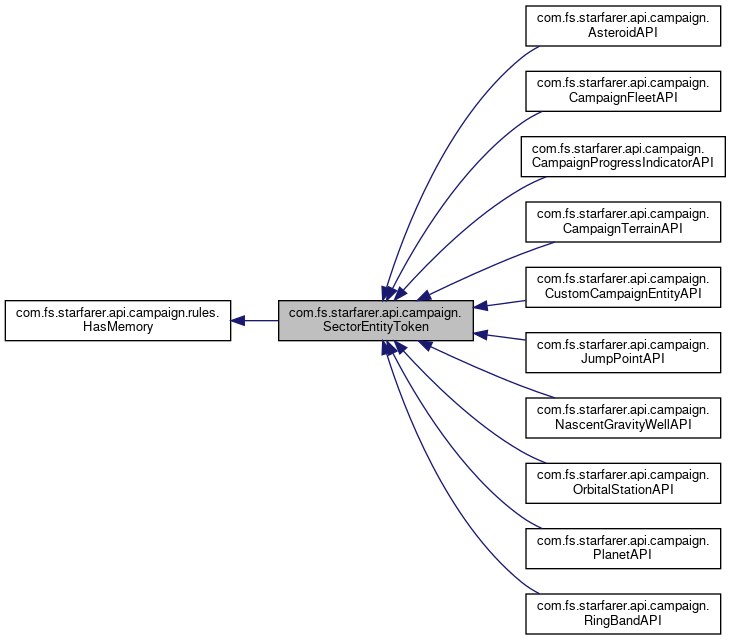 com.fs.starfarer.api.campaign.rules.
HasMemory
com.fs.starfarer.api.campaign.
SectorEntityToken
com.fs.starfarer.api.campaign.
AsteroidAPI
com.fs.starfarer.api.campaign.
CampaignFleetAPI
com.fs.starfarer.api.campaign.
CampaignProgressIndicatorAPI
com.fs.starfarer.api.campaign.
CampaignTerrainAPI
com.fs.starfarer.api.campaign.
CustomCampaignEntityAPI
com.fs.starfarer.api.campaign.
JumpPointAPI
com.fs.starfarer.api.campaign.
NascentGravityWellAPI
com.fs.starfarer.api.campaign.
OrbitalStationAPI
com.fs.starfarer.api.campaign.
PlanetAPI
com.fs.starfarer.api.campaign.
RingBandAPI